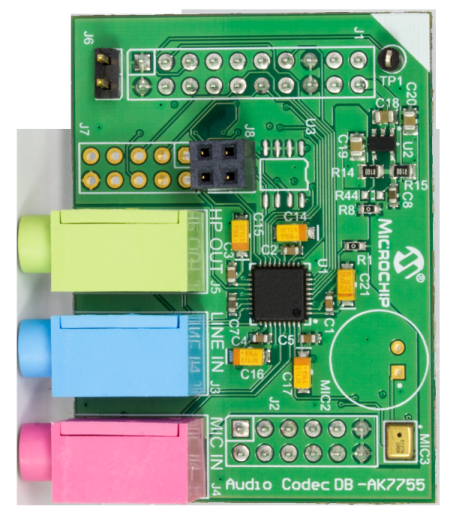 J6
J1
TP1
C20
C18
J7
J8
U3
C19
U2
R14
R15
R44
R8
C8
HP OUT
J5
C15
C14
C3
C2
R1
U1
MICROCHIP
®
C21
LINE IN
J3
C7
C1
C4
C5
C16
C17
MIC2
MIC IN
J4
J2
MIC3
Audio Codec DB -AK7755